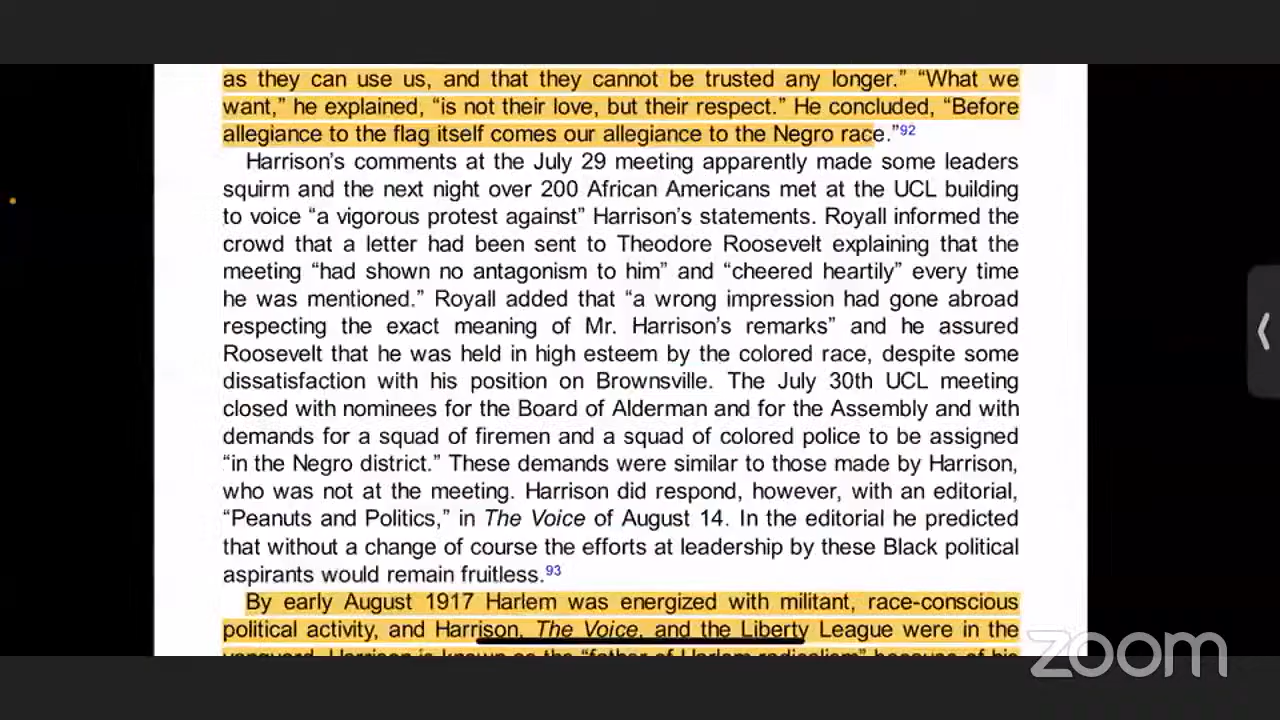 as they can use us, and that they cannot be trusted any longer.” “What we
want,” he explained, “is not their love, but their respect.” He concluded, “Before
allegiance to the flag itself comes our allegiance to the Negro race.”92
Harrison’s comments at the July 29 meeting apparently made some leaders
squirm and the next night over 200 African Americans met at the UCL building
to voice “a vigorous protest against” Harrison’s statements. Royall informed the
crowd that a letter had been sent to Theodore Roosevelt explaining that the
meeting “had shown no antagonism to him” and “cheered heartily” every time
he was mentioned.” Royall added that “a wrong impression had gone abroad
respecting the exact meaning of Mr. Harrison’s remarks” and he assured
Roosevelt that he was held in high esteem by the colored race, despite some
dissatisfaction with his position on Brownsville. The July 30th UCL meeting
closed with nominees for the Board of Alderman and for the Assembly and with
demands for a squad of firemen and a squad of colored police to be assigned
“in the Negro district.” These demands were similar to those made by Harrison,
who was not at the meeting. Harrison did respond, however, with an editorial,
“Peanuts and Politics,” in The Voice of August 14. In the editorial he predicted
that without a change of course the efforts at leadership by these Black political
aspirants would remain fruitless.93
By early August 1917 Harlem was energized with militant, race-conscious
political activity, and Harrison, The Voice, and the Liberty League were in the
vanguard. Harrison is known as the “father of Harlem radicalism” because of his
zoom